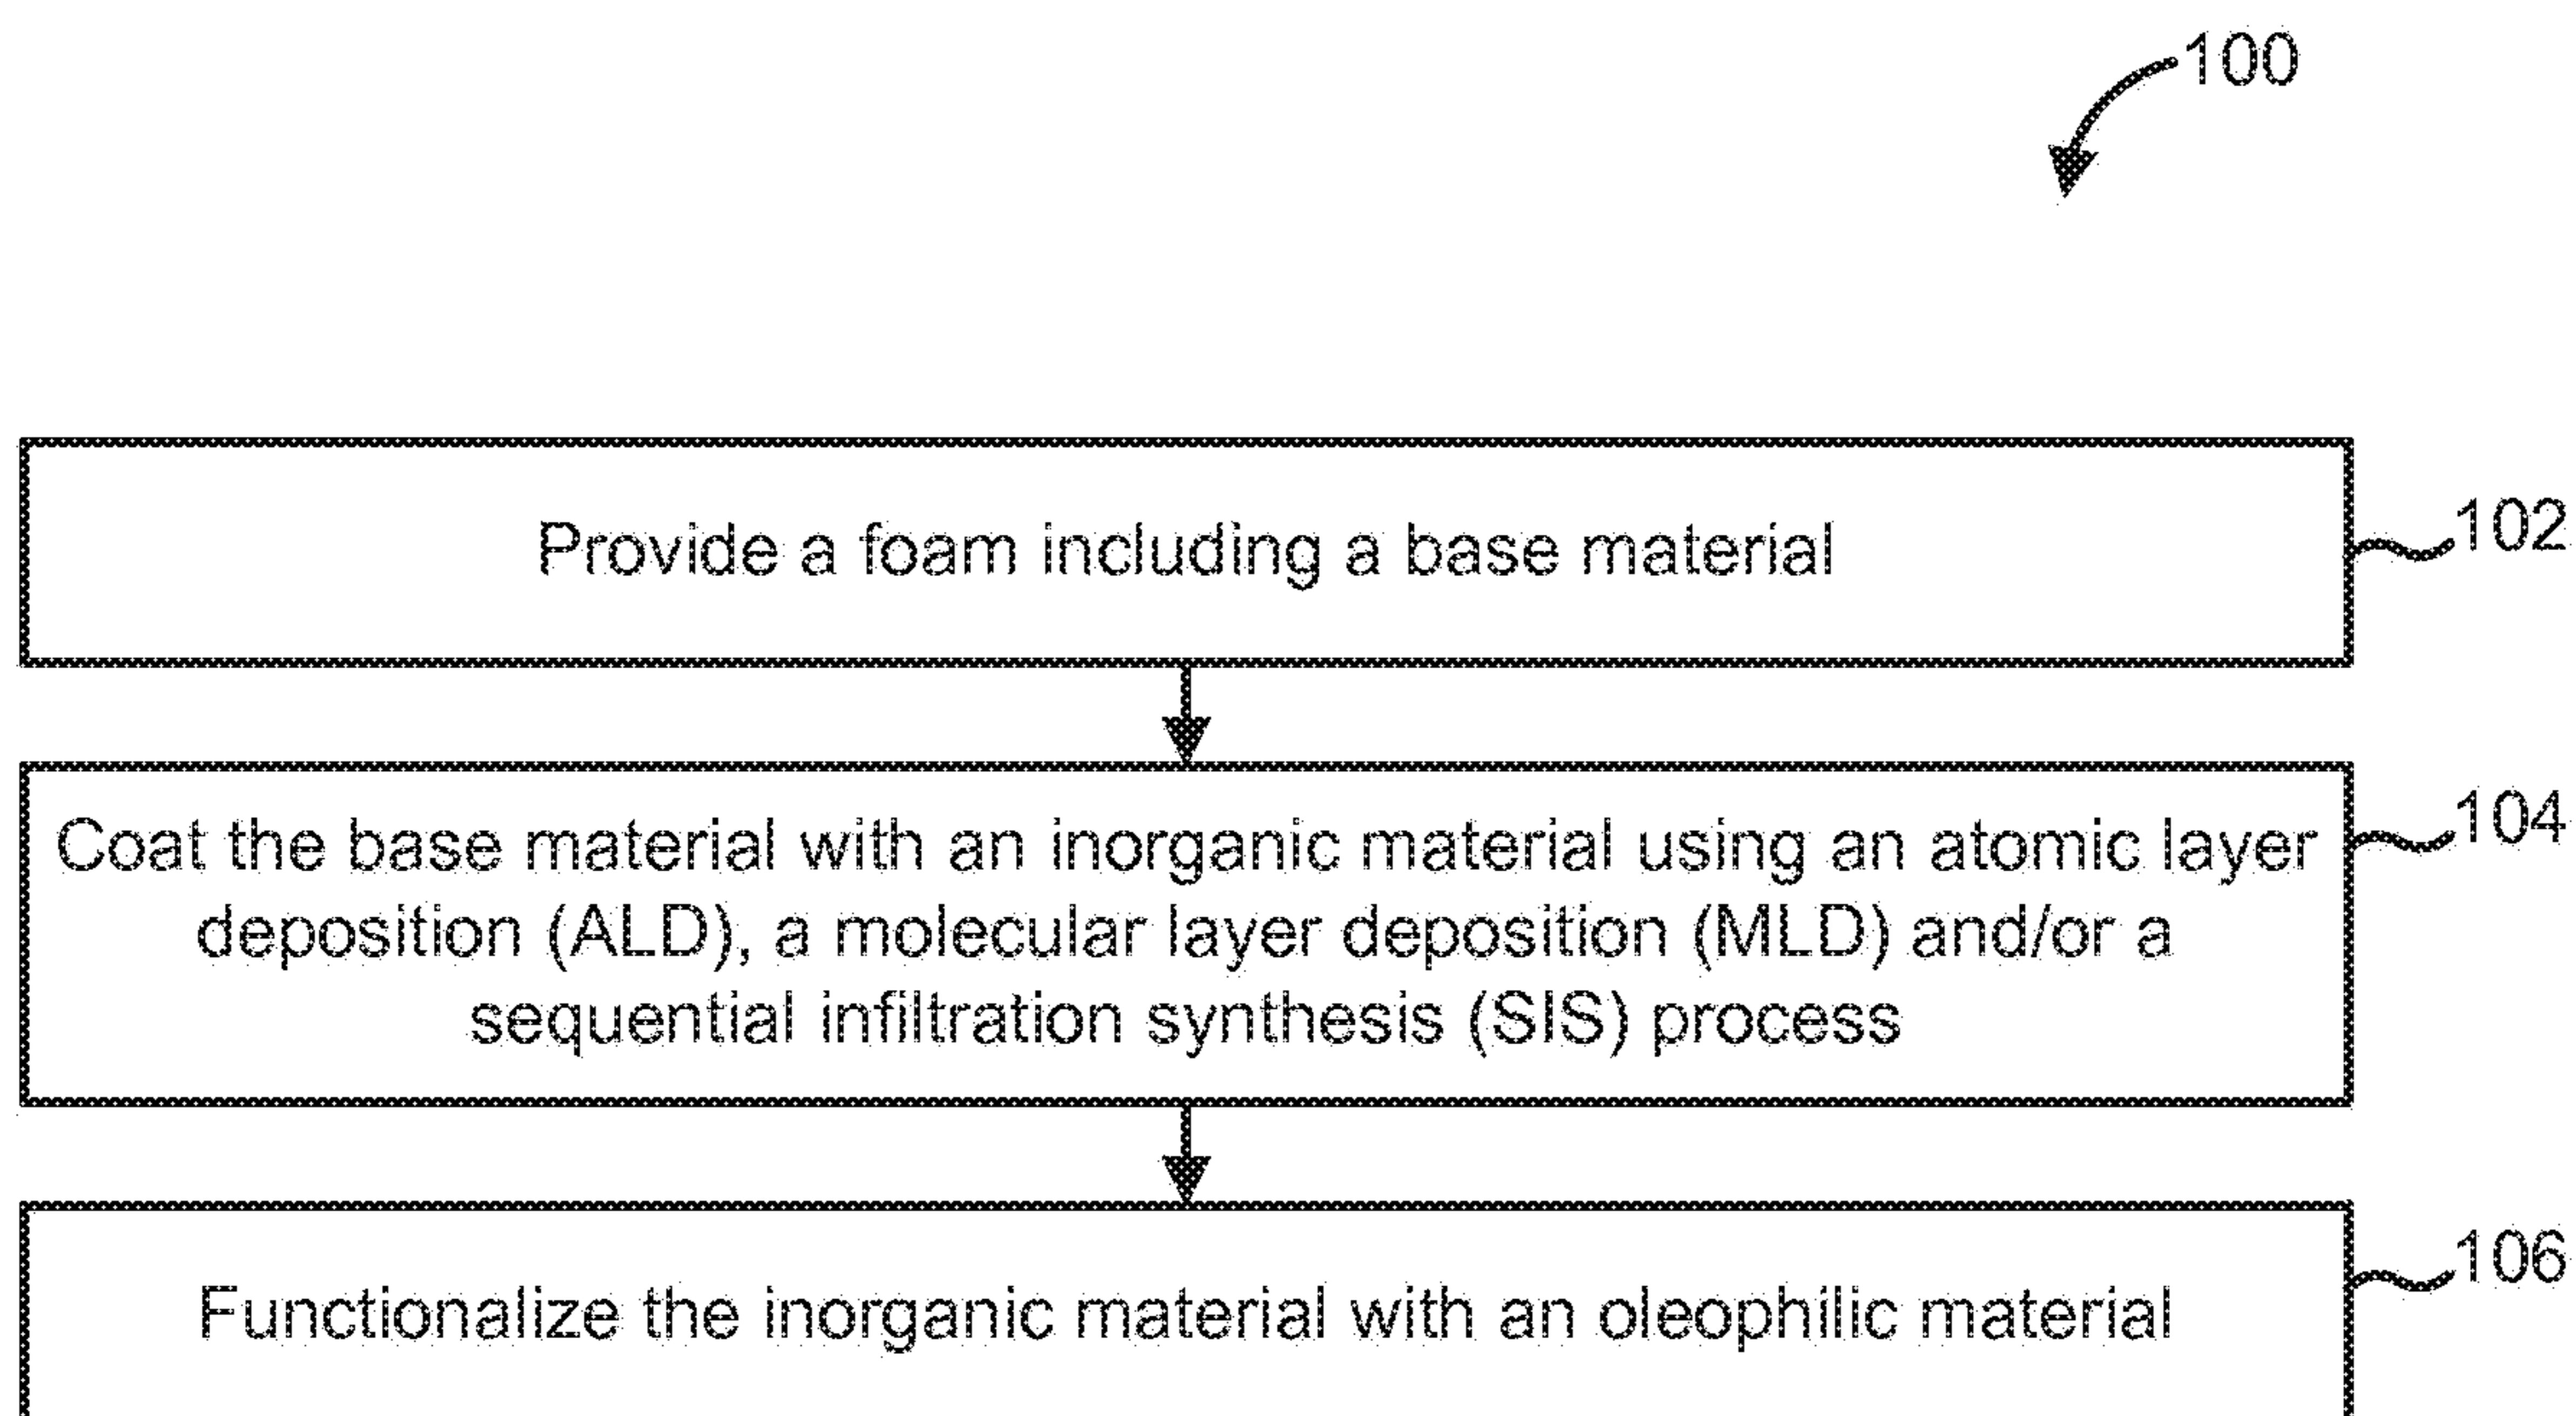 100
Provide a foam including a base material
102
Coat the base material with an inorganic material using an atomic layer
deposition (ALD), a molecular layer deposition (MLD) and/or a
sequential infiltration synthesis (SIS) process
104
Functionalize the inorganic material with an oleophilic material
106